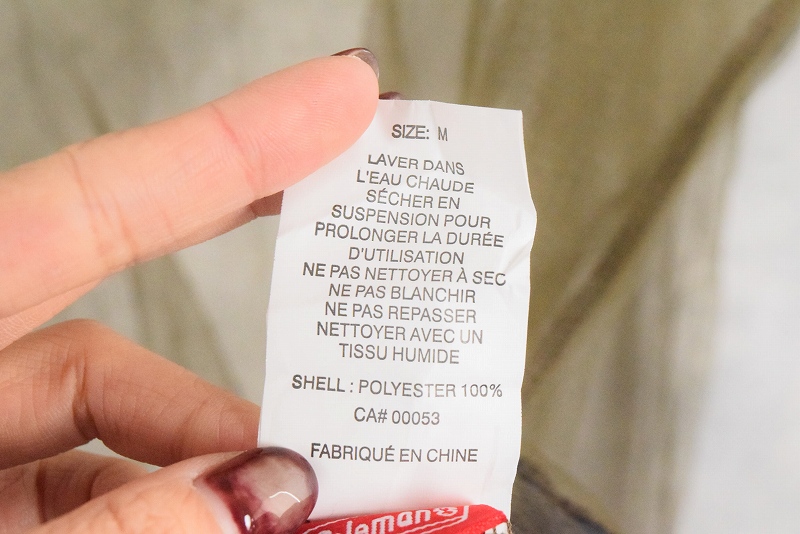 SIZE: M
LAVER DANS
L'EAU CHAUDE
SÉCHER EN
SUSPENSION POUR
PROLONGER LA DURÉE
D'UTILISATION
NE PAS NETTOYER À SEC
NE PAS BLANCHIR
NE PAS REPASSER
NETTOYER AVEC UN
TISSU HUMIDE
SHELL : POLYESTER 100%
CA# 00053
FABRIQUÉ EN CHINE